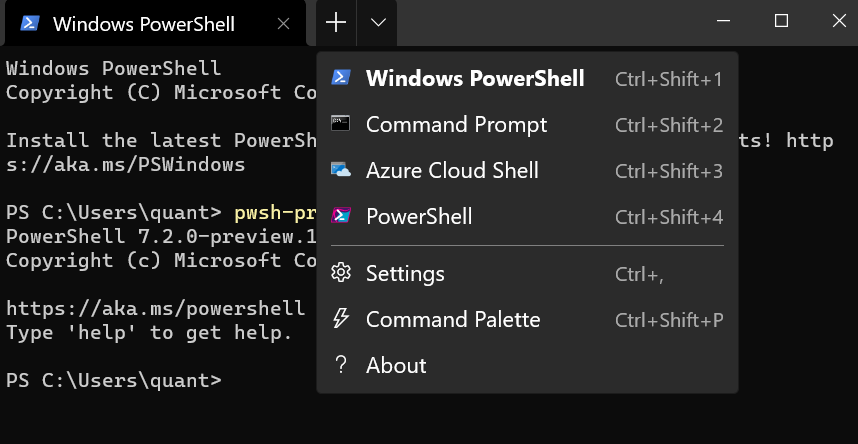 Windows PowerShell
Windows PowerShell
Copyright (C) Microsoft Co
Install the latest PowerSh
ts! http
s://aka.ms/PSWindows
PS C:\Users\quant> pwsh-pr
PowerShell 7.2.0-preview.1
Copyright (c) Microsoft Co
https://aka.ms/powershell
Type 'help' to get help.
PS C:\Users\quant>
Windows PowerShell Ctrl+Shift+1
Command Prompt Ctrl+Shift+2
Azure Cloud Shell Ctrl+Shift+3
PowerShell Ctrl+Shift+4
Settings Ctrl+,
Command Palette Ctrl+Shift+P
? About